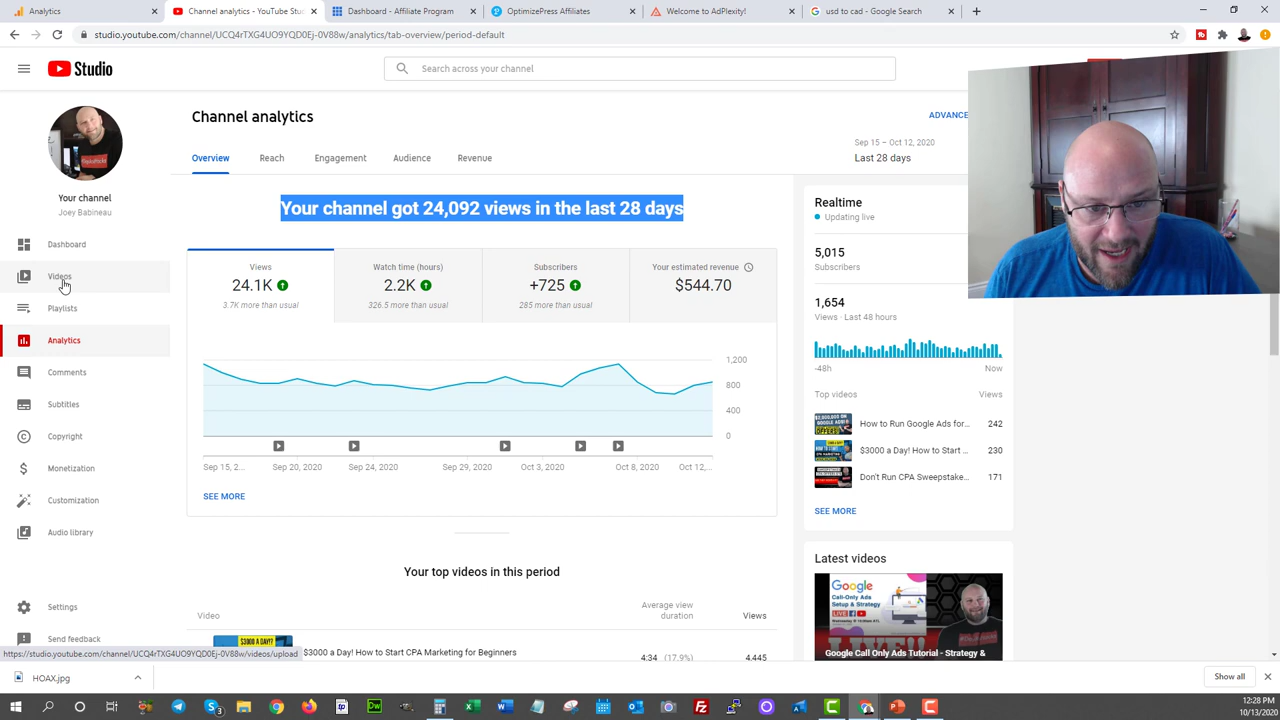 Analytics
Channel analytics - YouTube Stu
Dashboard - Affiliate Program
OptimizePress Affiliates
Welcome to AdPlexity!
usd to cad - Google Search
studio.youtube.com/channel/UCQ4rTXG4UO9YQD0Ej-0V88w/analytics/tab-overview/period-default
Studio
Search across your channel
Channel analytics
ADVANCE
Sep 15 – Oct 12, 2020
Last 28 days
Overview
Reach
Engagement
Audience
Revenue
Your channel
Joey Babineau
Dashboard
Videos
Playlists
Analytics
Comments
Subtitles
Copyright
Monetization
Customization
Audio library
Settings
Send feedback
Your channel got 24,092 views in the last 28 days
Views
24.1K
3.7K more than usual
Watch time (hours)
2.2K
326.5 more than usual
Subscribers
+725
285 more than usual
Your estimated revenue
$544.70
1,200
800
400
0
Sep 15, 2...
Sep 20, 2020
Sep 24, 2020
Sep 29, 2020
Oct 3, 2020
Oct 8, 2020
Oct 12,...
SEE MORE
Your top videos in this period
Video
Average view
duration
Views
$3000 A DAY!?
$3000 a Day! How to Start CPA Marketing for Beginners
4:34 (17.9%)
4,445
Realtime
Updating live
5,015
Subscribers
1,654
Views · Last 48 hours
-48h
Now
Top videos
Views
How to Run Google Ads for...
242
$3000 a Day! How to Start ...
230
Don't Run CPA Sweepstake...
171
SEE MORE
Latest videos
Google
Call-Only Ads
Setup & Strategy
LIVE!!
Google Call Only Ads Tutorial - Strategy &
https://studio.youtube.com/channel/UCQ4rTXG4UO9YQD0Ej-0V88w/videos/upload
HOAX.jpg
Show all
12:28 PM
10/13/2020